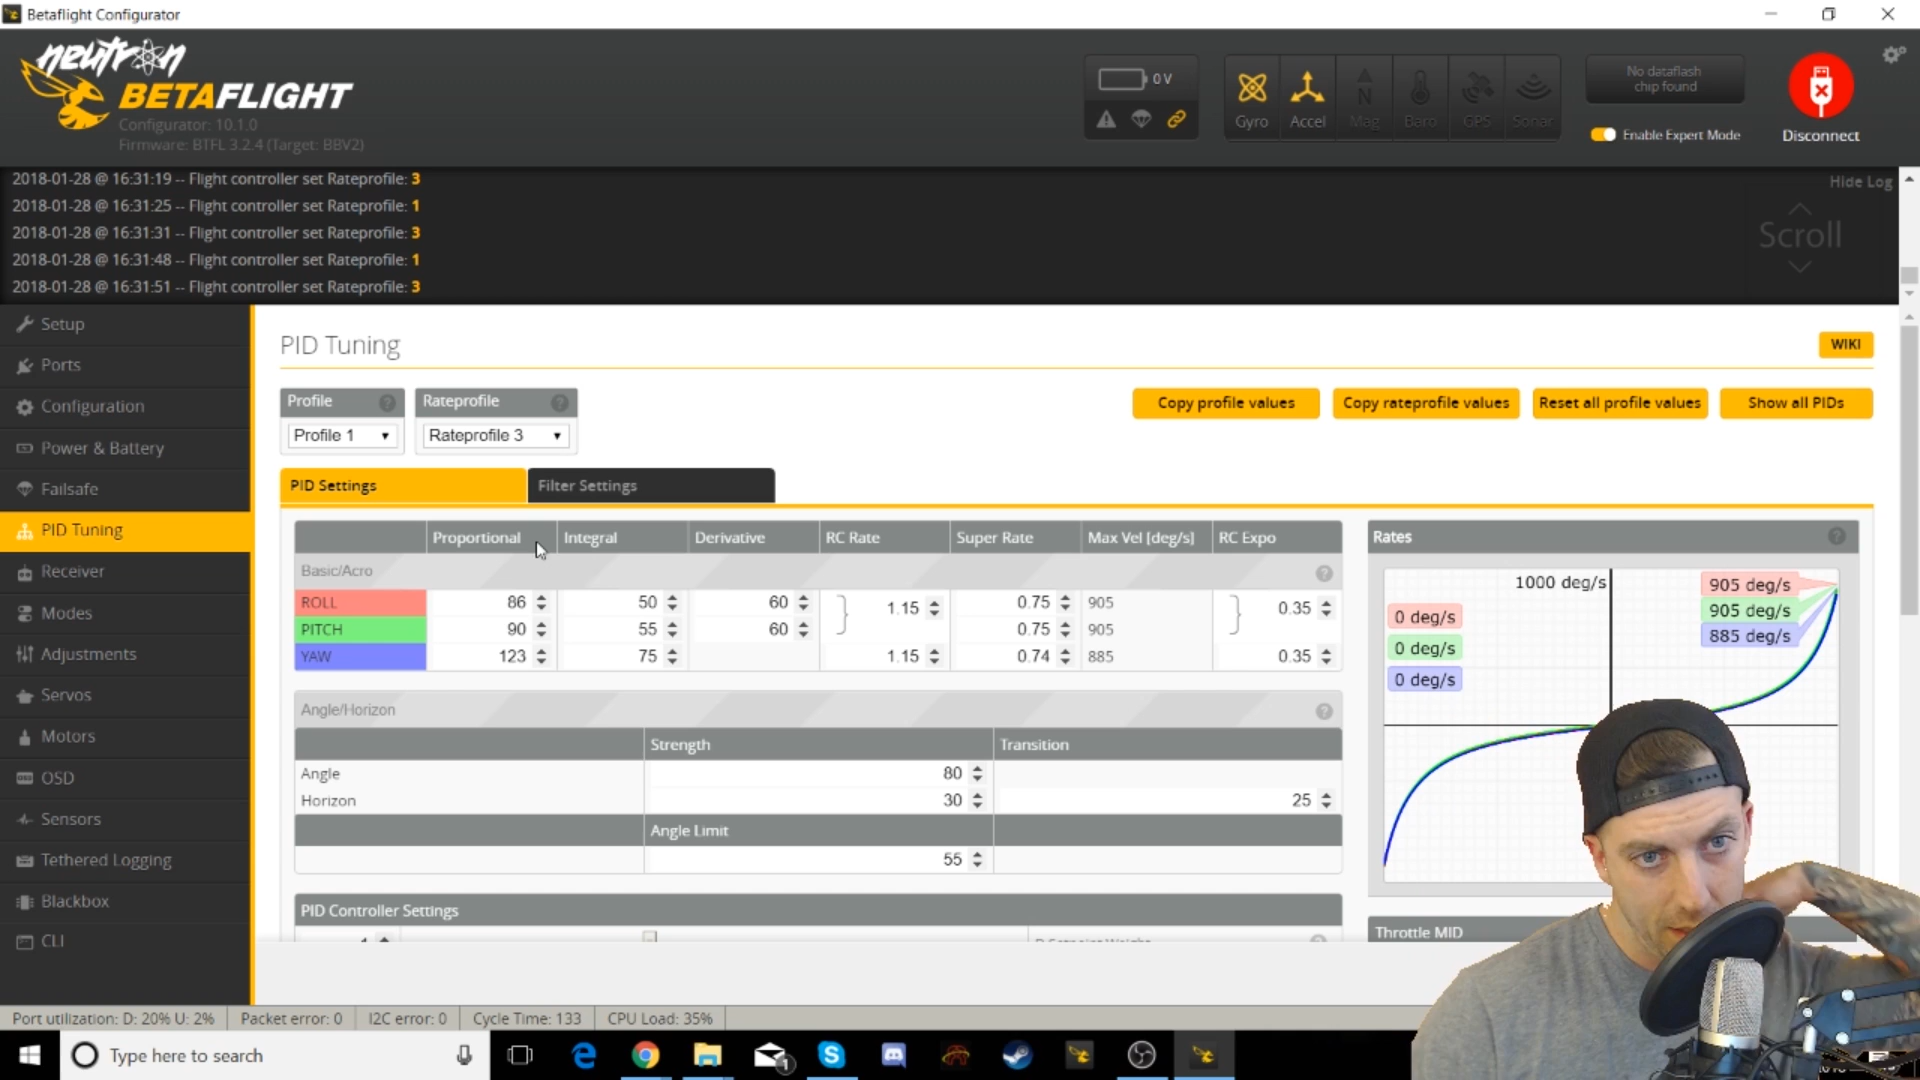 Betaflight Configurator
neutron
BETAFLIGHT
Configurator: 10.1.0
Firmware: BTFL 3.2.4 (Target: BBV2)
0 V
Gyro
Accel
Mag
Baro
GPS
Sonar
No dataflash
chip found
Enable Expert Mode
Disconnect
2018-01-28 @ 16:31:19 -- Flight controller set Rateprofile: 3
2018-01-28 @ 16:31:25 -- Flight controller set Rateprofile: 1
2018-01-28 @ 16:31:31 -- Flight controller set Rateprofile: 3
2018-01-28 @ 16:31:48 -- Flight controller set Rateprofile: 1
2018-01-28 @ 16:31:51 -- Flight controller set Rateprofile: 3
Hide Log
Scroll
Setup
Ports
Configuration
Power & Battery
Failsafe
PID Tuning
Receiver
Modes
Adjustments
Servos
Motors
OSD
Sensors
Tethered Logging
Blackbox
CLI
PID Tuning
WIKI
Profile
Profile 1
Rateprofile
Rateprofile 3
Copy profile values
Copy rateprofile values
Reset all profile values
Show all PIDs
PID Settings
Filter Settings
Proportional Integral Derivative RC Rate Super Rate Max Vel [deg/s] RC Expo
Basic/Acro
ROLL 86 50 60 1.15 0.75 905 0.35
PITCH 90 55 60 0.75 905
YAW 123 75 1.15 0.74 885 0.35
Angle/Horizon
Strength Transition
Angle 80
Horizon 30 25
Angle Limit
55
PID Controller Settings
Rates
1000 deg/s
905 deg/s
905 deg/s
885 deg/s
0 deg/s
0 deg/s
0 deg/s
Throttle MID
Port utilization: D: 20% U: 2%
Packet error: 0
I2C error: 0
Cycle Time: 133
CPU Load: 35%
Type here to search
1